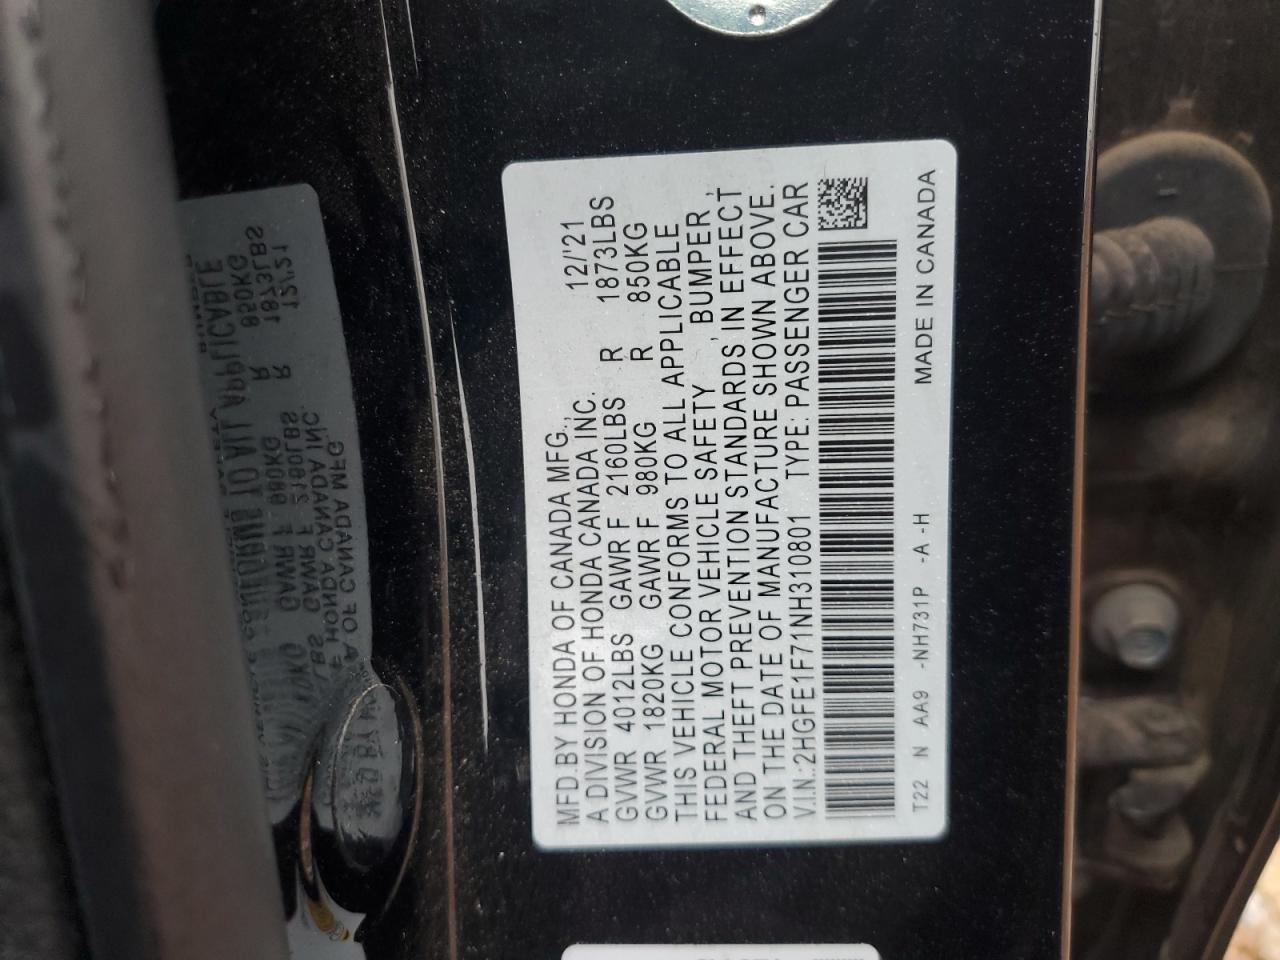 MFD.BY HONDA OF CANADA MFG., 12/'21
A DIVISION OF HONDA CANADA INC.
GVWR 4012LBS GAWR F 2160LBS R 1873LBS
GVWR 1820KG GAWR F 980KG R 850KG
THIS VEHICLE CONFORMS TO ALL APPLICABLE
FEDERAL MOTOR VEHICLE SAFETY , BUMPER ,
AND THEFT PREVENTION STANDARDS, IN EFFECT
ON THE DATE OF MANUFACTURE SHOWN ABOVE.
V.I.N.:2HGFE1F71NH310801 TYPE: PASSENGER CAR
T22 N AA9 -NH731P -A -H MADE IN CANADA